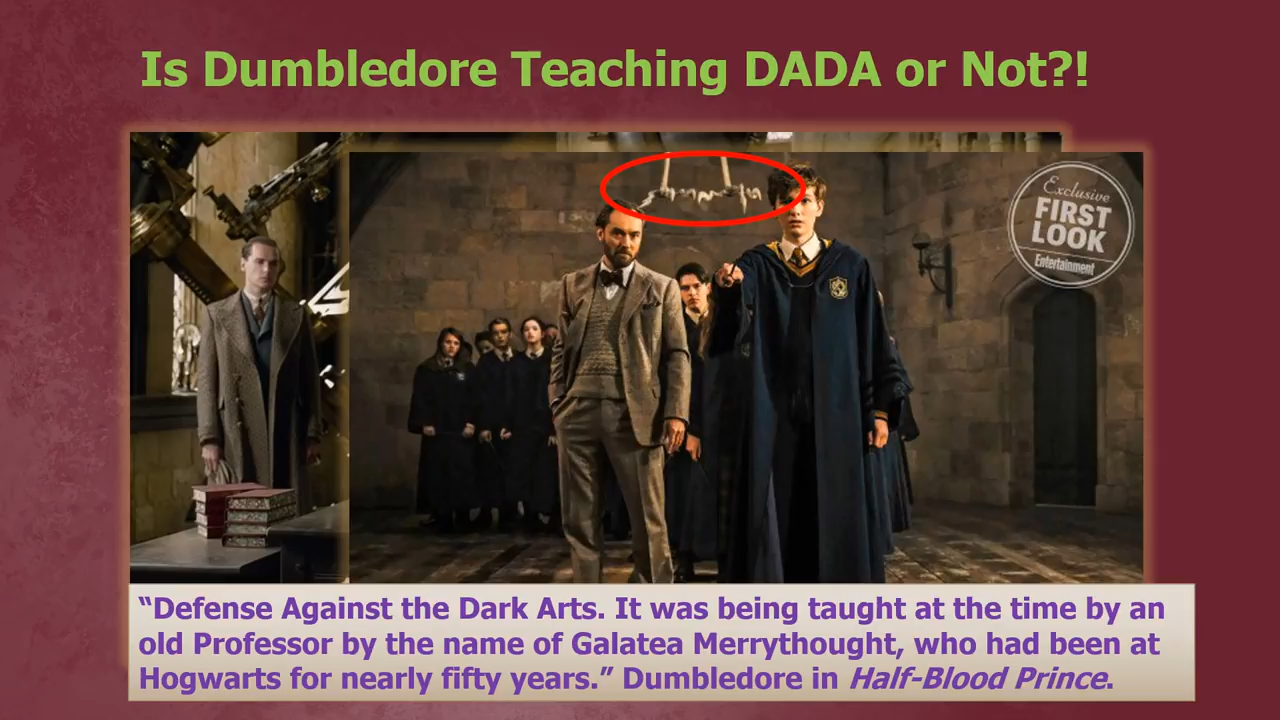 Is Dumbledore Teaching DADA or Not?!
Exclusive
FIRST
LOOK
Entertainment
“Defense Against the Dark Arts. It was being taught at the time by an
old Professor by the name of Galatea Merrythought, who had been at
Hogwarts for nearly fifty years.” Dumbledore in Half-Blood Prince.